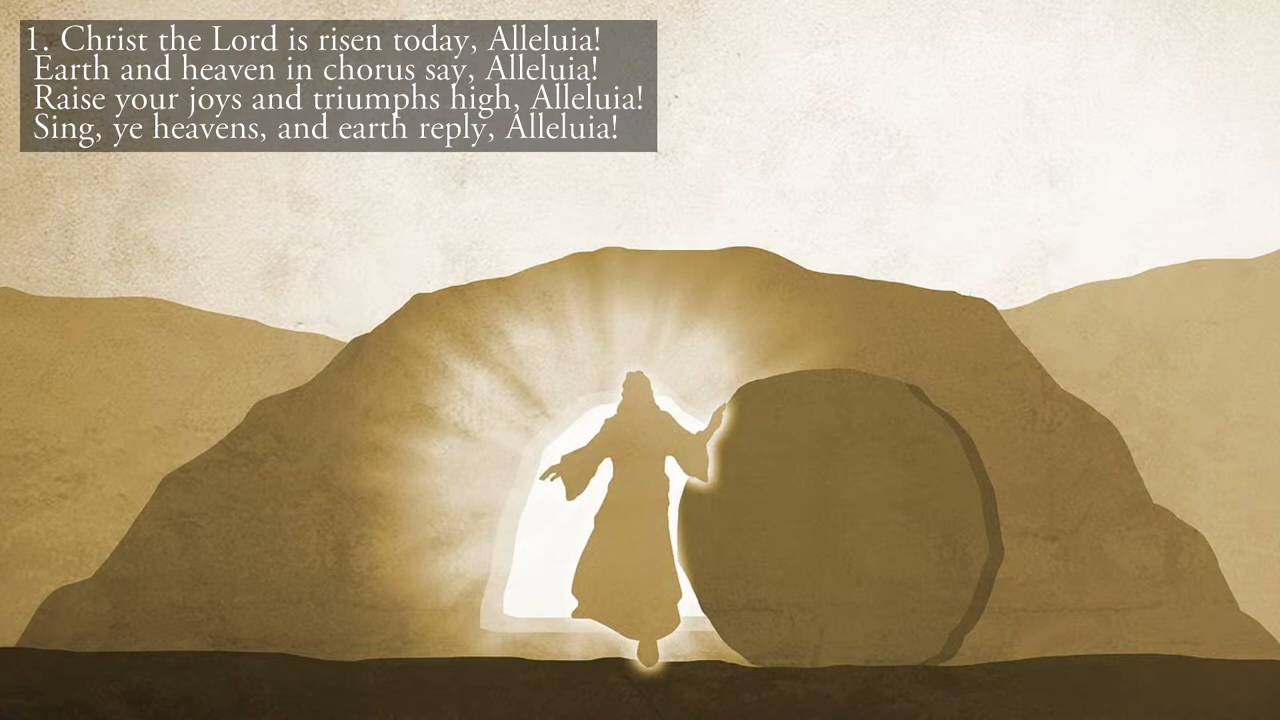 1. Christ the Lord is risen today, Alleluia!
Earth and heaven in chorus say, Alleluia!
Raise your joys and triumphs high, Alleluia!
Sing, ye heavens, and earth reply, Alleluia!